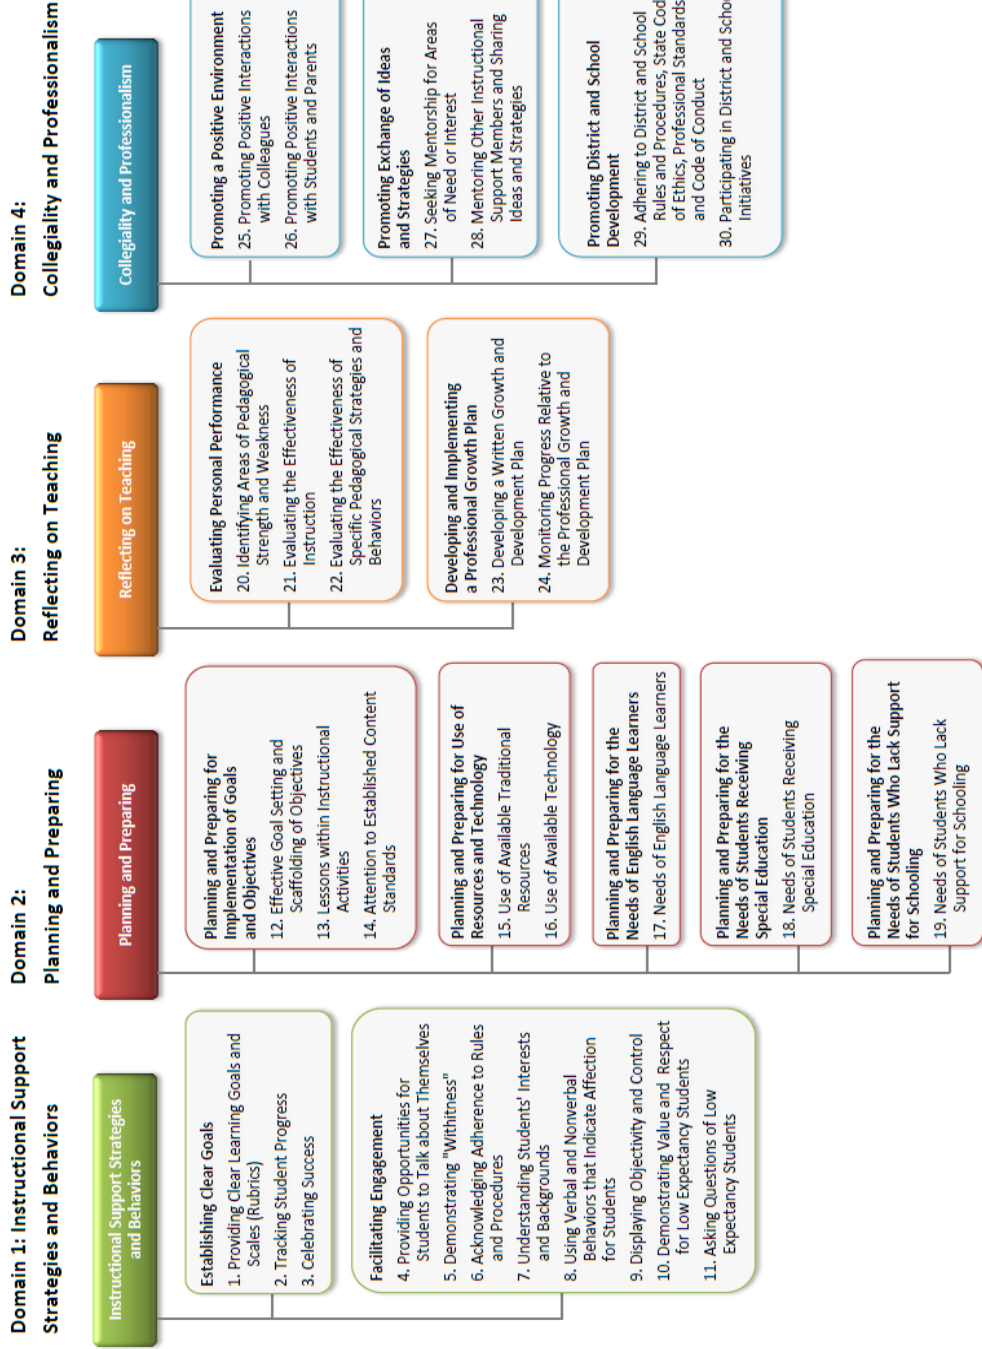 Domain 1: Instructional Support
Strategies and Behaviors
Instructional Support Strategies
and Behaviors
Establishing Clear Goals
1. Providing Clear Learning Goals and
Scales (Rubrics)
2. Tracking Student Progress
3. Celebrating Success
Facilitating Engagement
4. Providing Opportunities for
Students to Talk about Themselves
5. Demonstrating "Withitness"
6. Acknowledging Adherence to Rules
and Procedures
7. Understanding Students' Interests
and Backgrounds
8. Using Verbal and Nonverbal
Behaviors that Indicate Affection
for Students
9. Displaying Objectivity and Control
10. Demonstrating Value and Respect
for Low Expectancy Students
11. Asking Questions of Low
Expectancy Students
Domain 2:
Planning and Preparing
Planning and Preparing
Planning and Preparing for
Implementation of Goals
and Objectives
12. Effective Goal Setting and
Scaffolding of Objectives
13. Lessons within Instructional
Activities
14. Attention to Established Content
Standards
Planning and Preparing for Use of
Resources and Technology
15. Use of Available Traditional
Resources
16. Use of Available Technology
Planning and Preparing for the
Needs of English Language Learners
17. Needs of English Language Learners
Planning and Preparing for the
Needs of Students Receiving
Special Education
18. Needs of Students Receiving
Special Education
Planning and Preparing for the
Needs of Students Who Lack Support
for Schooling
19. Needs of Students Who Lack
Support for Schooling
Domain 3:
Reflecting on Teaching
Reflecting on Teaching
Evaluating Personal Performance
20. Identifying Areas of Pedagogical
Strength and Weakness
21. Evaluating the Effectiveness of
Instruction
22. Evaluating the Effectiveness of
Specific Pedagogical Strategies and
Behaviors
Developing and Implementing
a Professional Growth Plan
23. Developing a Written Growth and
Development Plan
24. Monitoring Progress Relative to
the Professional Growth and
Development Plan
Domain 4:
Collegiality and Professionalism
Collegiality and Professionalism
Promoting a Positive Environment
25. Promoting Positive Interactions
with Colleagues
26. Promoting Positive Interactions
with Students and Parents
Promoting Exchange of Ideas
and Strategies
27. Seeking Mentorship for Areas
of Need or Interest
28. Mentoring Other Instructional
Support Members and Sharing
Ideas and Strategies
Promoting District and School
Development
29. Adhering to District and School
Rules and Procedures, State Cod
of Ethics, Professional Standards
and Code of Conduct
30. Participating in District and Scho
Initiatives